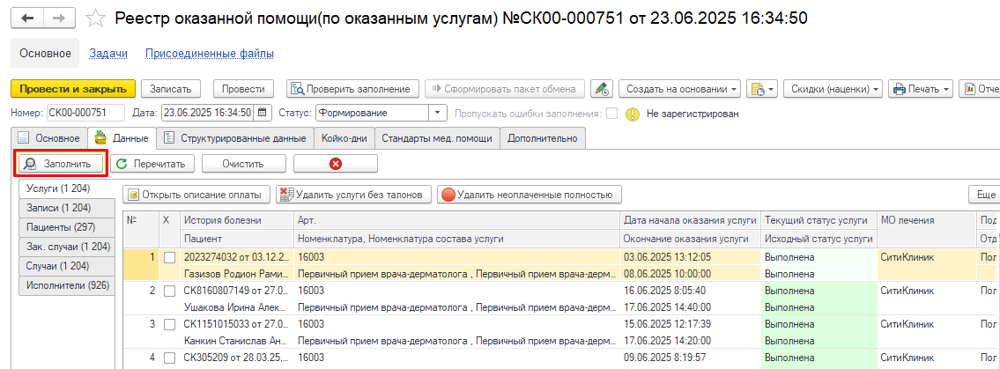 Реестр оказанной помощи(по оказанным услугам) №СК00-000751 от 23.06.2025 16:34:50
Основное Задачи Присоединенные файлы
Провести и закрыть Записать Провести Проверить заполнение Сформировать пакет обмена Создать на основании Скидки (наценки) Печать Отче
Номер: СК00-000751 Дата: 23.06.2025 16:34:50 Статус: Формирование Пропускать ошибки заполнения: Не зарегистрирован
Основное Данные Структурированные данные Койко-дни Стандарты мед. помощи Дополнительно
Заполнить Перечитать Очистить
Услуги (1 204)
Записи (1 204)
Пациенты (297)
Зак. случаи (1 204)
Случаи (1 204)
Исполнители (926)
Открыть описание оплаты Удалить услуги без талонов Удалить неоплаченные полностью Еще
№ X История болезни Арт. Дата начала оказания услуги Текущий статус услуги МО лечения Под
Пациент Номенклатура, Номенклатура состава услуги Окончание оказания услуги Исходный статус услуги Отд
1 2023274032 от 03.12.2... 16003 03.06.2025 13:12:05 Выполнена СитиКлиник Пол
Газизов Родион Рами... Первичный прием врача-дерматолога , Первичный прием врача-дерм... 08.06.2025 10:00:00 Выполнена
2 СК8160807149 от 27.0... 16003 16.06.2025 8:05:40 Выполнена СитиКлиник Пол
Ушакова Ирина Алек... Первичный прием врача-дерматолога , Первичный прием врача-дерм... 17.06.2025 14:40:00 Выполнена
3 СК1151015033 от 27.0... 16003 15.06.2025 12:17:39 Выполнена СитиКлиник Пол
Канкин Станислав Ан... Первичный прием врача-дерматолога , Первичный прием врача-дерм... 17.06.2025 14:20:00 Выполнена
4 СК305209 от 28.03.25,... 16003 09.06.2025 8:19:57 Выполнена СитиКлиник Пол